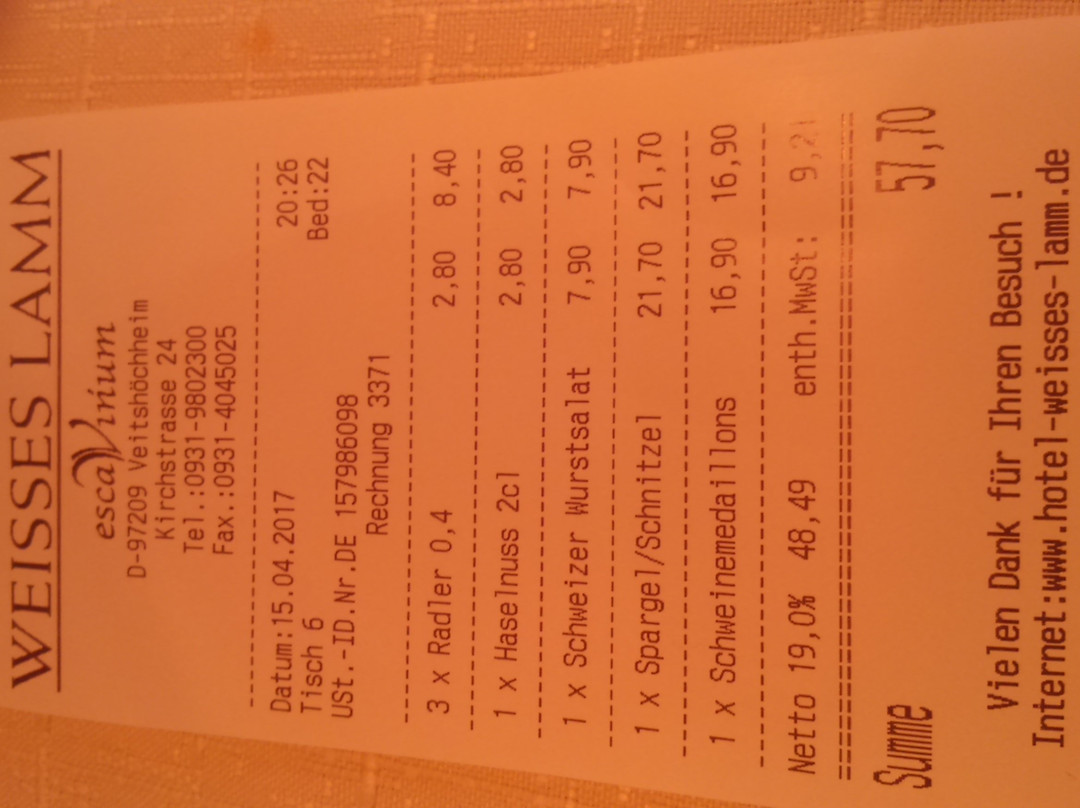 WEISSES LAMM
escaVinium
D-97209 Veitshöchheim
Kirchstrasse 24
Tel.:0931-9802300
Fax.:0931-4045025
Datum:15.04.2017 20:26
Tisch 6 Bed:22
USt.-ID.Nr.DE 157986098
Rechnung 3371
3 x Radler 0,4 2,80 8,40
1 x Haselnuss 2cl 2,80 2,80
1 x Schweizer Wurstsalat 7,90 7,90
1 x Spargel/Schnitzel 21,70 21,70
1 x Schweinemedaillons 16,90 16,90
Netto 19,0% 48,49 enth.MwSt: 9,21
Summe 57,70
Vielen Dank für Ihren Besuch !
Internet:www.hotel-weisses-lamm.de